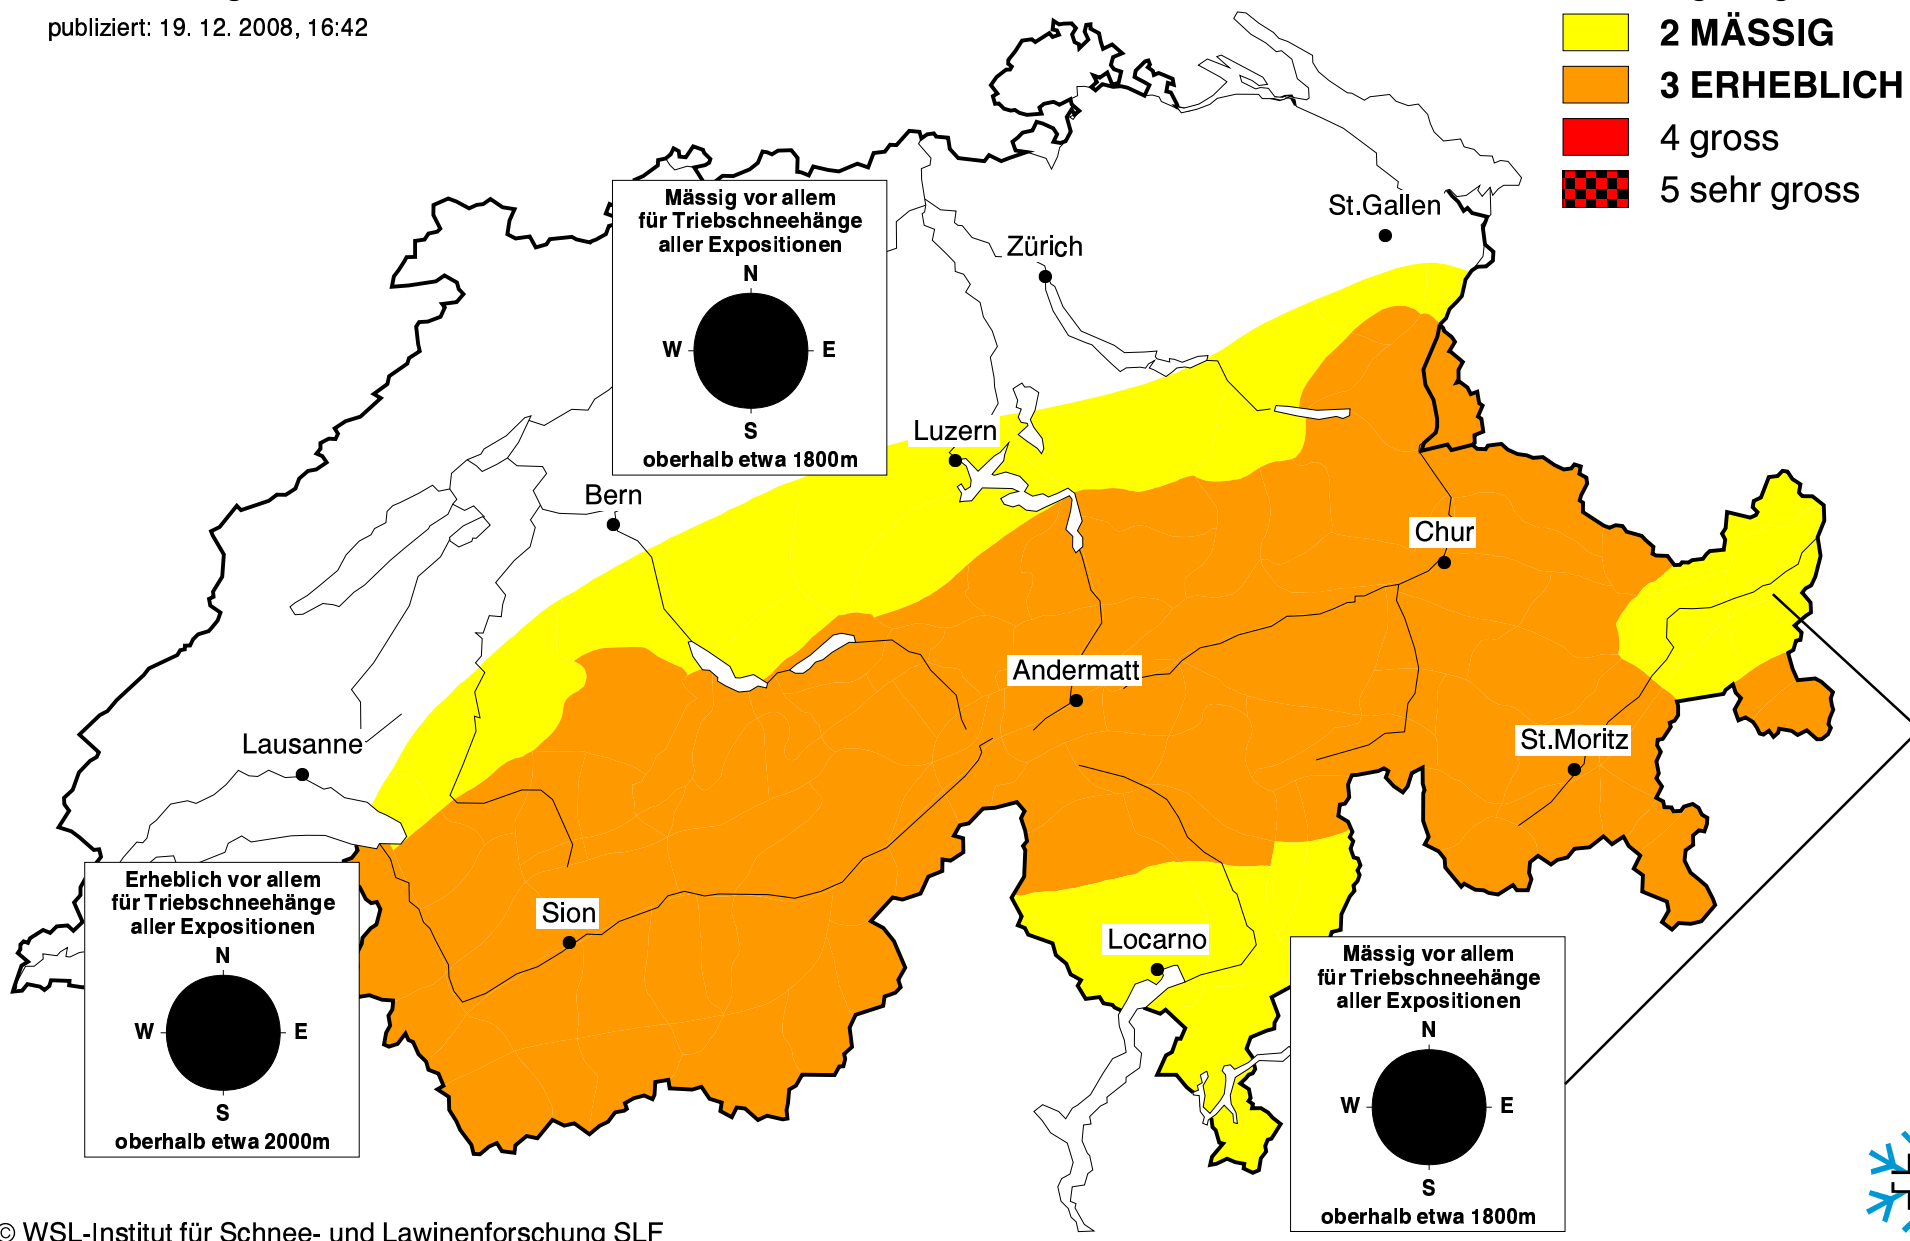 publiziert: 19. 12. 2008, 16:42
2 MÄSSIG
3 ERHEBLICH
4 gross
5 sehr gross
Mässig vor allem
für Triebschneehänge
aller Expositionen
N
W E
S
oberhalb etwa 1800m
St.Gallen
Zürich
Luzern
Bern
Chur
Andermatt
Lausanne
St.Moritz
Sion
Locarno
Erheblich vor allem
für Triebschneehänge
aller Expositionen
N
W E
S
oberhalb etwa 2000m
Mässig vor allem
für Triebschneehänge
aller Expositionen
N
W E
S
oberhalb etwa 1800m
© WSL-Institut für Schnee- und Lawinenforschung SLF